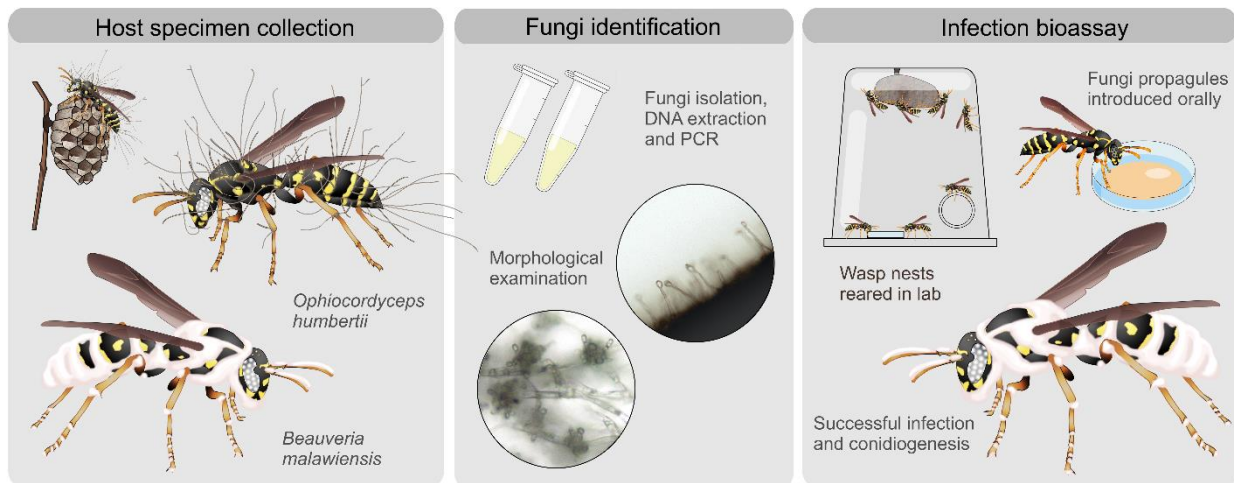 Host specimen collection
Ophiocordyceps
humbertii
Beauveria
malawiensis
Fungi identification
Fungi isolation,
DNA extraction
and PCR
Morphological
examination
Infection bioassay
Fungi propagules
introduced orally
Wasp nests
reared in lab
Successful infection
and conidiogenesis